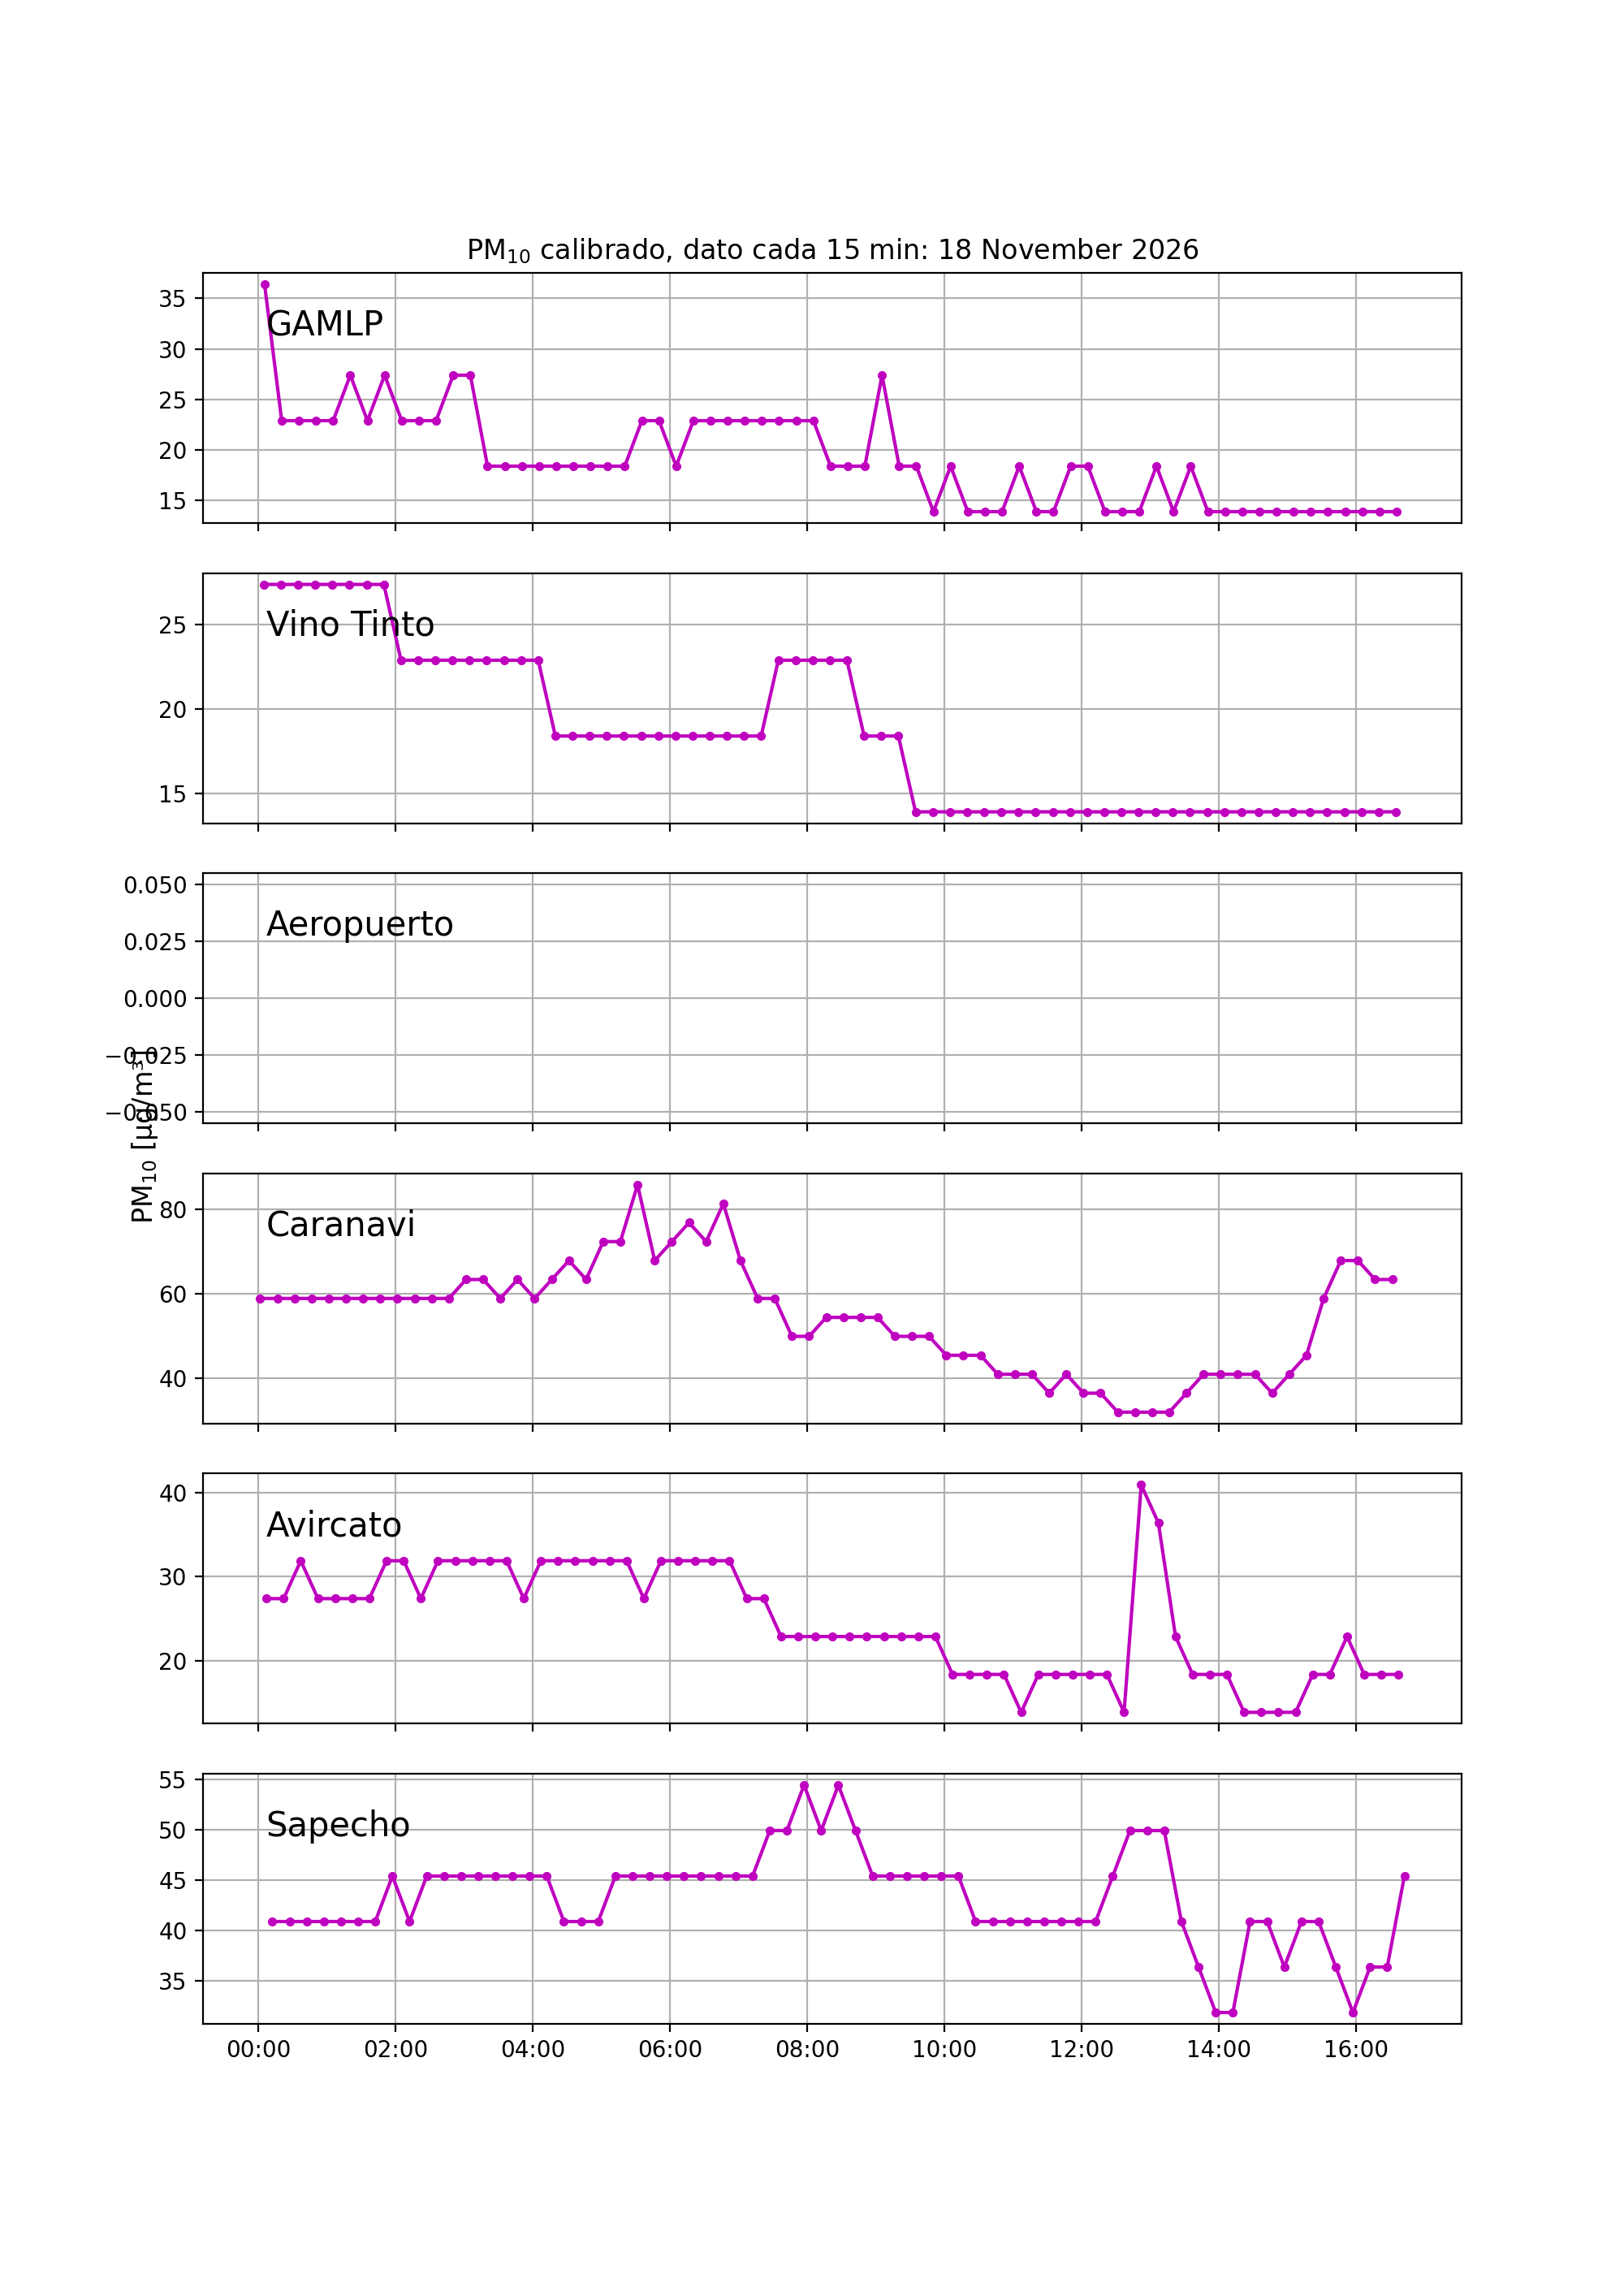 PM₁₀ calibrado, dato cada 15 min: 18 November 2026
35
30
25
20
15
GAMLP
25
20
15
Vino Tinto
0.050
0.025
0.000
−0.025
−0.050
Aeropuerto
PM₁₀ [µg/m³]
80
60
40
Caranavi
40
30
20
Avircato
55
50
45
40
35
Sapecho
00:00 02:00 04:00 06:00 08:00 10:00 12:00 14:00 16:00